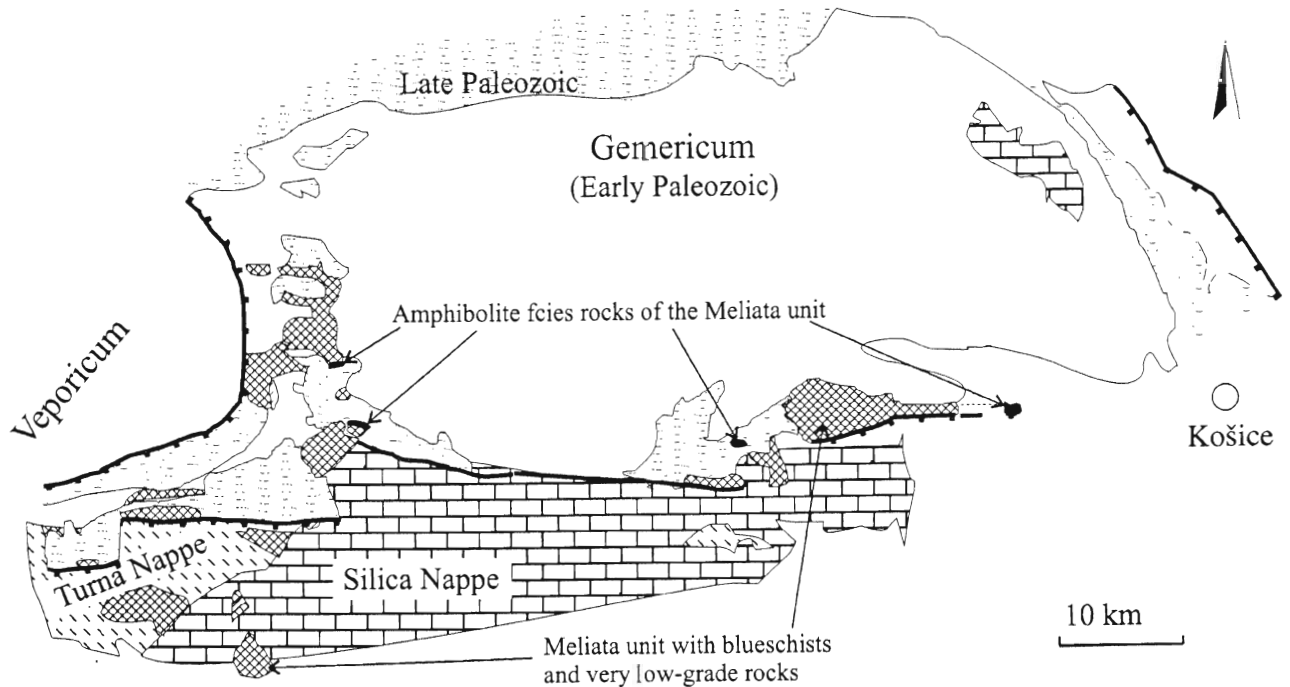 Late Paleozoic
Gemericum
(Early Paleozoic)
Amphibolite fcies rocks of the Meliata unit
Veporicum
Košice
Turna Nappe
Silica Nappe
10 km
Meliata unit with blueschists
and very low-grade rocks